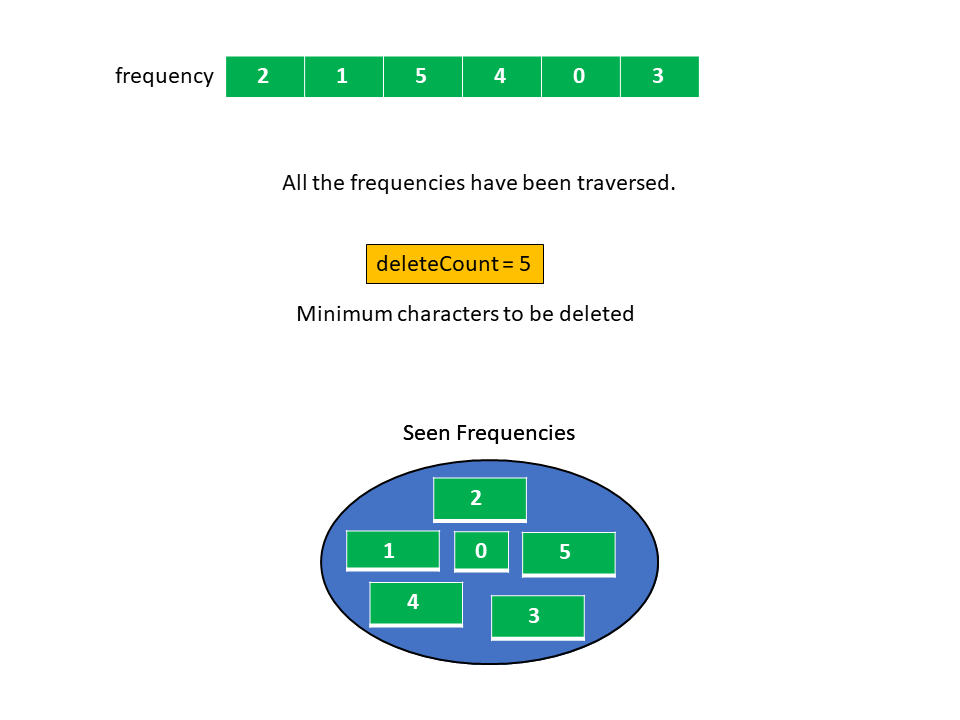 frequency 2 1 5 4 0 3
All the frequencies have been traversed.
deleteCount = 5
Minimum characters to be deleted
Seen Frequencies
2
1 0 5
4 3